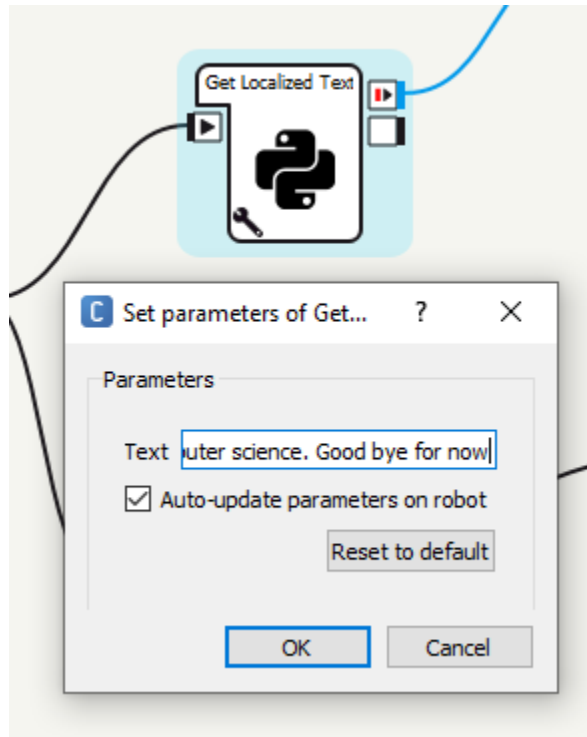 Get Localized Text
C Set parameters of Get... ?
Parameters
Text uter science. Good bye for now
Auto-update parameters on robot
Reset to default
OK Cancel